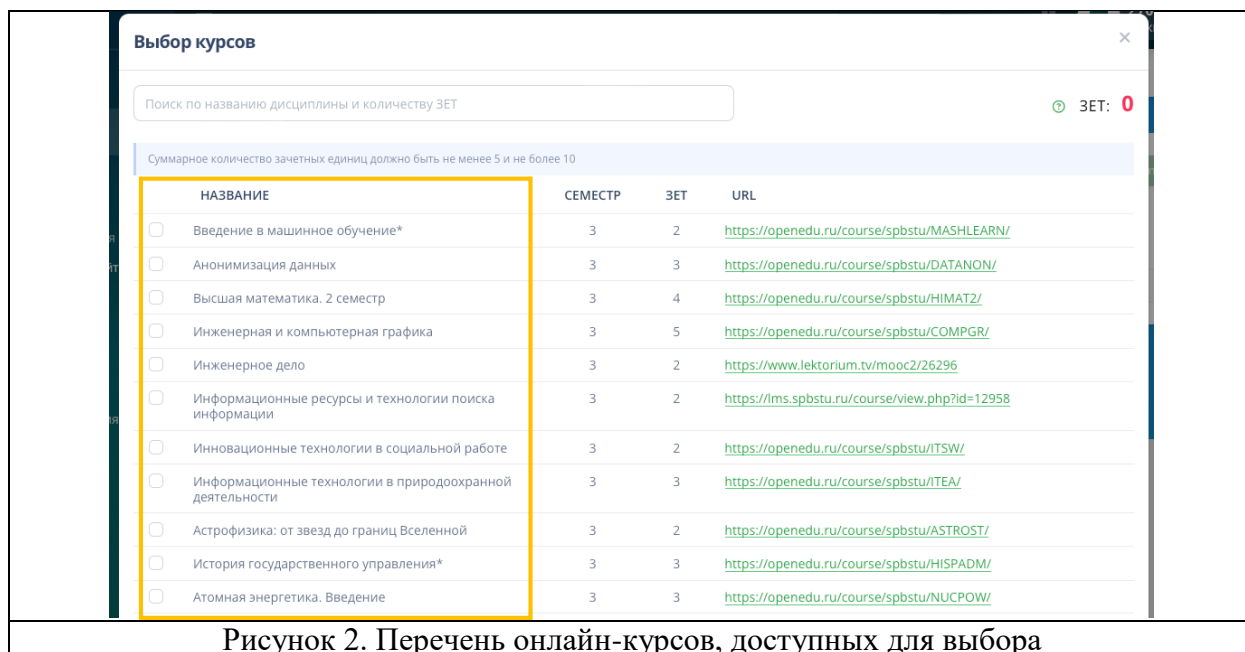 Выбор курсов
×
Поиск по названию дисциплины и количеству ЗЕТ
? ЗЕТ: 0
Суммарное количество зачетных единиц должно быть не менее 5 и не более 10
НАЗВАНИЕ СЕМЕСТР ЗЕТ URL
Введение в машинное обучение* 3 2 https://openedu.ru/course/spbstu/MASHLEARN/
Анонимизация данных 3 3 https://openedu.ru/course/spbstu/DATANON/
Высшая математика. 2 семестр 3 4 https://openedu.ru/course/spbstu/HIMAT2/
Инженерная и компьютерная графика 3 5 https://openedu.ru/course/spbstu/COMPGR/
Инженерное дело 3 2 https://www.lektorium.tv/mooc2/26296
Информационные ресурсы и технологии поиска 3 2 https://lms.spbstu.ru/course/view.php?id=12958
информации
Инновационные технологии в социальной работе 3 2 https://openedu.ru/course/spbstu/ITSW/
Информационные технологии в природоохранной 3 3 https://openedu.ru/course/spbstu/ITEA/
деятельности
Астрофизика: от звезд до границ Вселенной 3 2 https://openedu.ru/course/spbstu/ASTROST/
История государственного управления* 3 3 https://openedu.ru/course/spbstu/HISPADM/
Атомная энергетика. Введение 3 3 https://openedu.ru/course/spbstu/NUCPOW/
Рисунок 2. Перечень онлайн-курсов, доступных для выбора